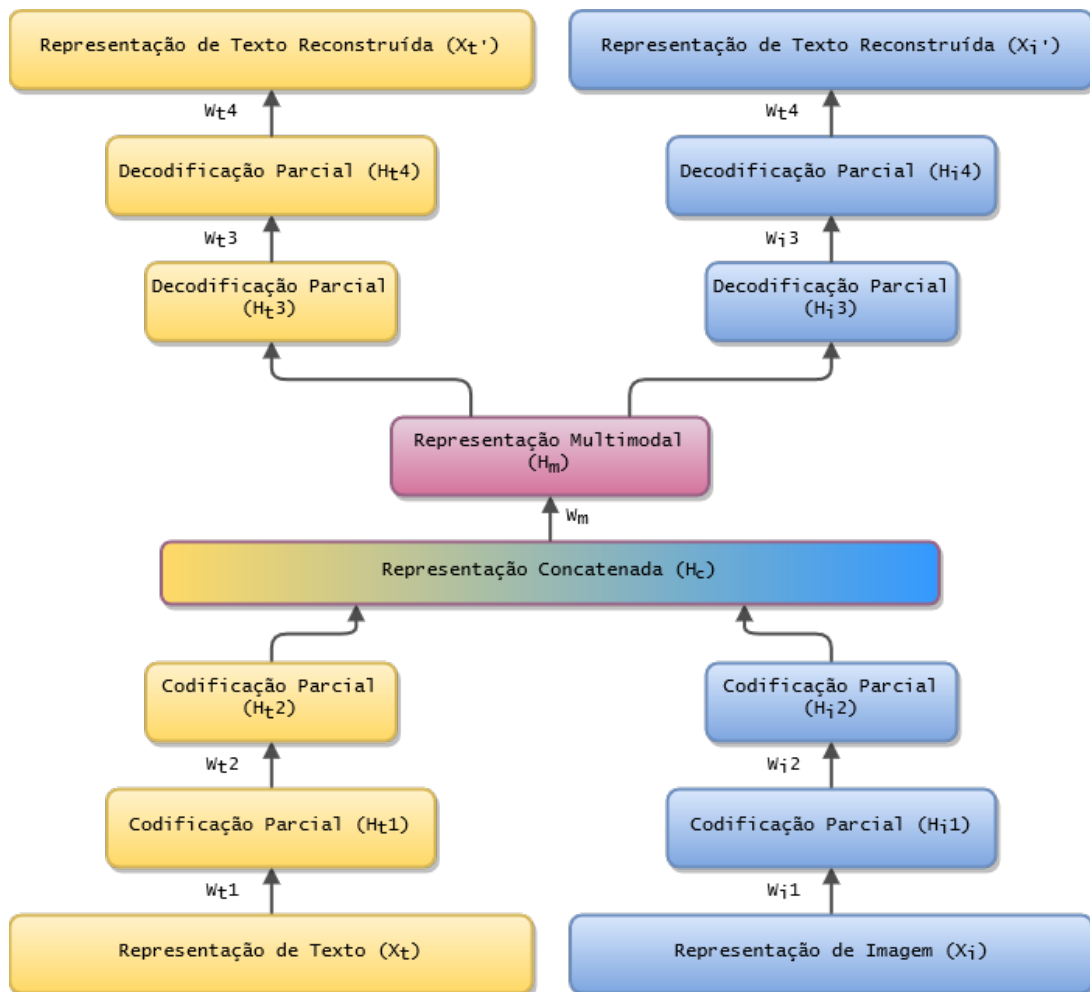 Representação de Texto Reconstruída (Xt')
Representação de Texto Reconstruída (Xi')
Wt4
Wt4
Decodificação Parcial (Ht4)
Decodificação Parcial (Hi4)
Wt3
Wi3
Decodificação Parcial
(Ht3)
Decodificação Parcial
(Hi3)
Representação Multimodal
(Hm)
Wm
Representação Concatenada (Hc)
Codificação Parcial
(Ht2)
Codificação Parcial
(Hi2)
Wt2
Wi2
Codificação Parcial (Ht1)
Codificação Parcial (Hi1)
Wt1
Wi1
Representação de Texto (Xt)
Representação de Imagem (Xi)